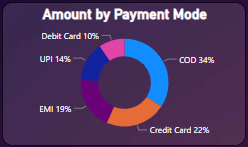 Amount by Payment Mode
Debit Card 10%
UPI 14%
COD 34%
EMI 19%
Credit Card 22%